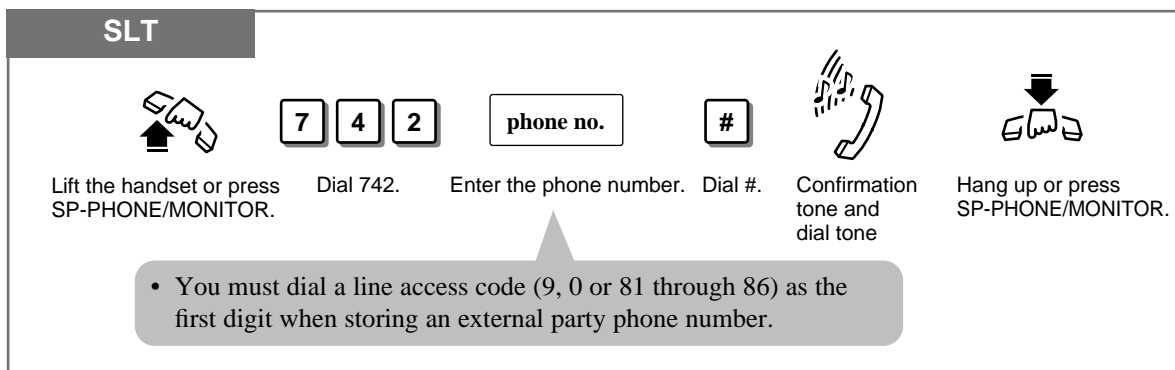 SLT
7 4 2 phone no. #
Lift the handset or press
SP-PHONE/MONITOR.
Dial 742.
Enter the phone number.
Dial #.
Confirmation
tone and
dial tone
Hang up or press
SP-PHONE/MONITOR.
• You must dial a line access code (9, 0 or 81 through 86) as the
first digit when storing an external party phone number.